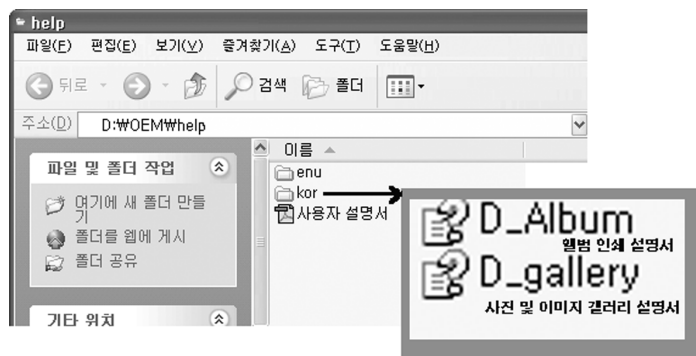 help
파일(F) 편집(E) 보기(V) 즐겨찾기(A) 도구(T) 도움말(H)
뒤로 검색 폴더
주소(D) D:₩OEM₩help
이름
파일 및 폴더 작업
여기에 새 폴더 만들
기
폴더를 웹에 게시
폴더 공유
기타 위치
enu
kor
사용자 설명서
D_Album
앨범 인쇄 설명서
D_gallery
사진 및 이미지 갤러리 설명서